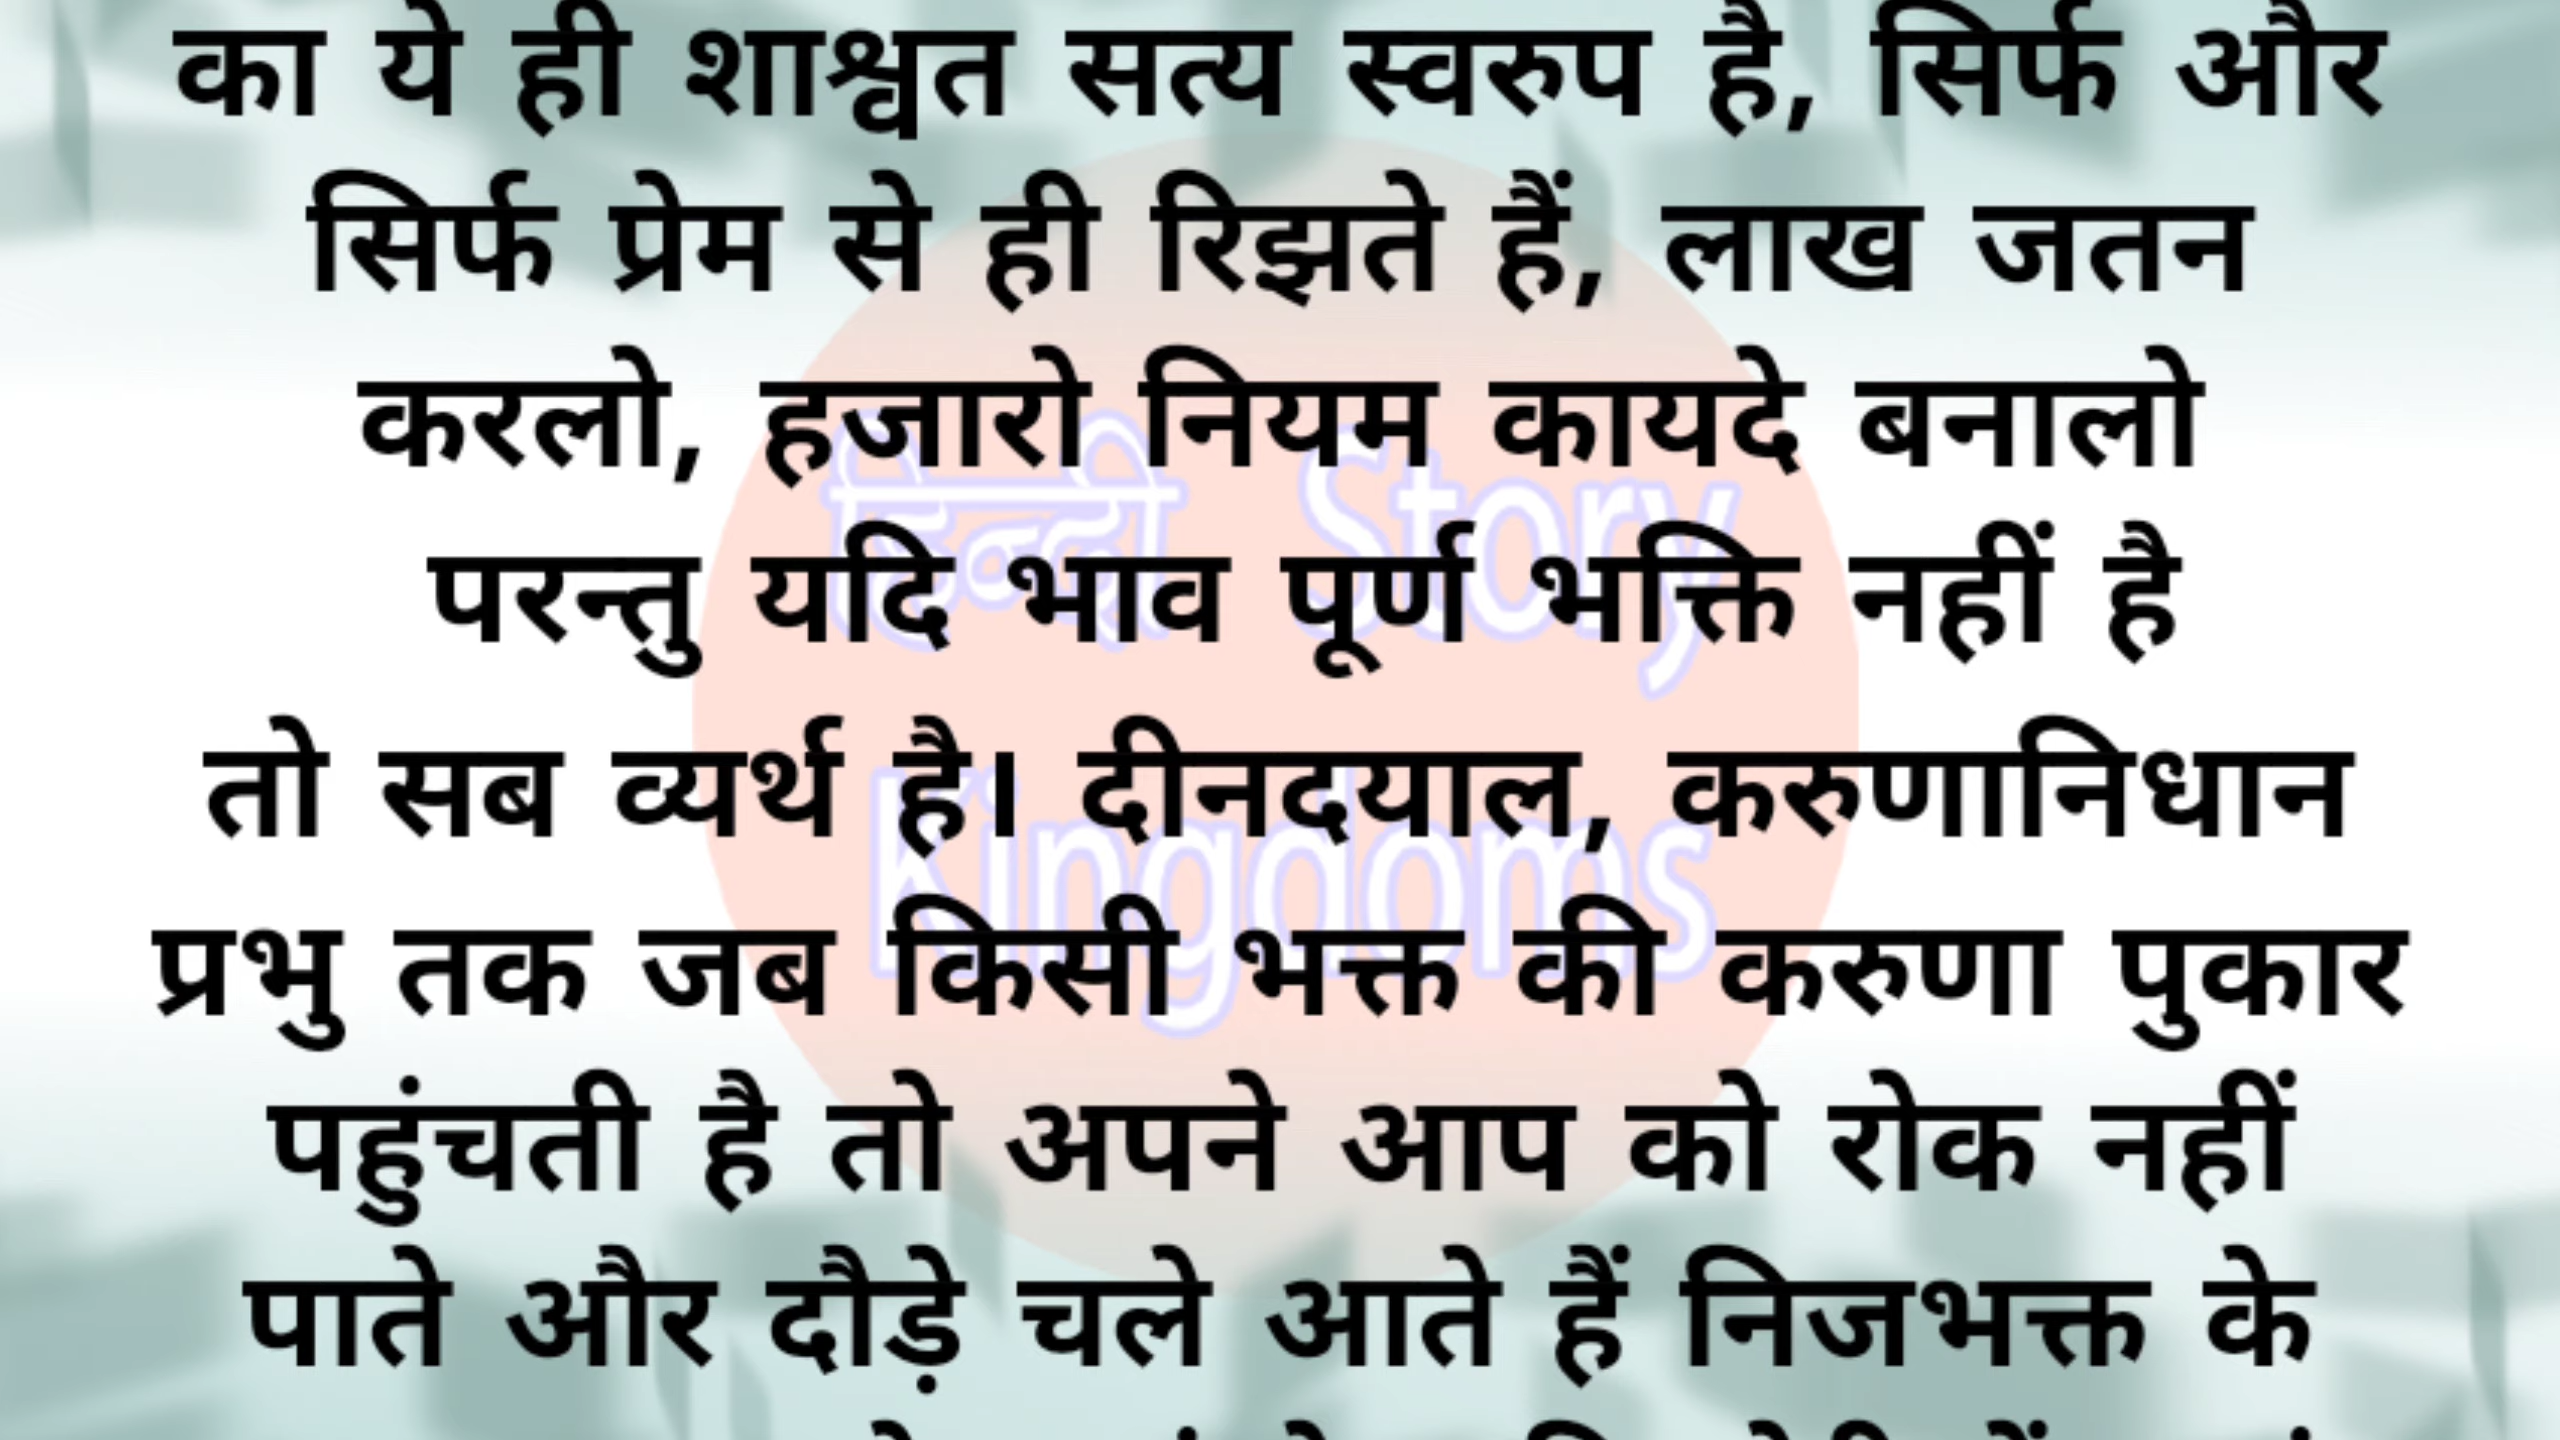 का ये ही शाश्वत सत्य स्वरुप है, सिर्फ और
सिर्फ प्रेम से ही रिझते हैं, लाख जतन
करलो, हजारो नियम कायदे बनालो
परन्तु यदि भाव पूर्ण भक्ति नहीं है
तो सब व्यर्थ है। दीनदयाल, करुणानिधान
प्रभु तक जब किसी भक्त की करुणा पुकार
पहुंचती है तो अपने आप को रोक नहीं
पाते और दौड़े चले आते हैं निजभक्त के
हिन्दी Story
Kingdoms